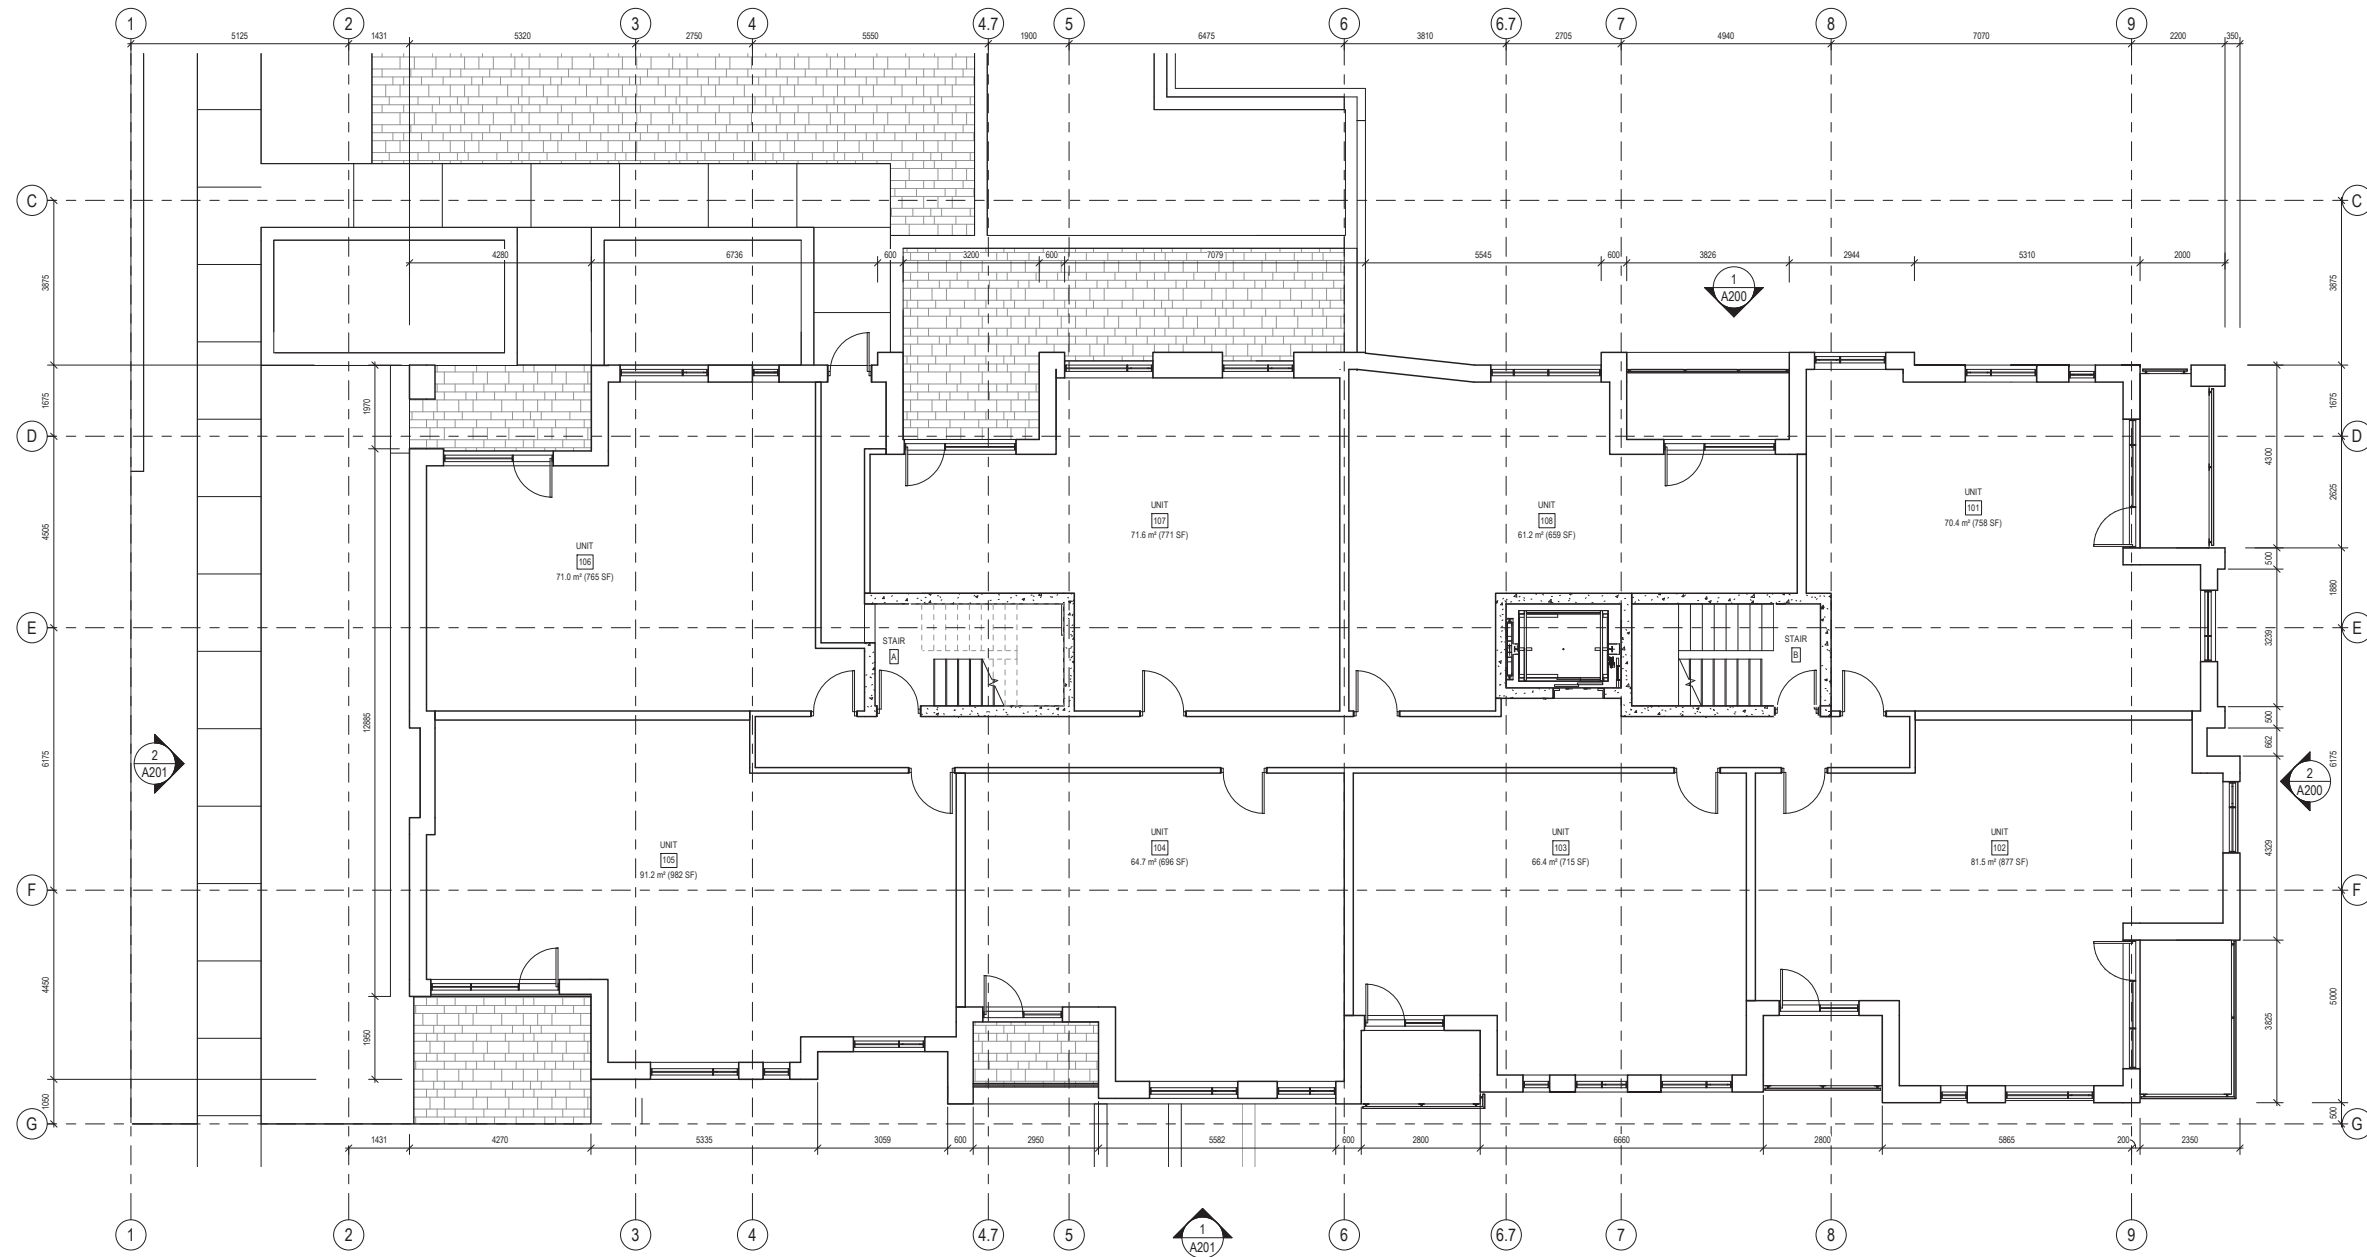 1 2 3 4 4.7 5 6 6.7 7 8 9
5125 1431 5320 2750 5550 1900 6475 3810 2705 4940 7070 2200 350
C C
4280 6736 600 3200 600 7079 5545 600 3826 2944 5310 2000
3875 3875
1
A200
1675 1970 1675
D D
4300
4505 2625
UNIT
107
71.6 m² (771 SF)
UNIT
108
61.2 m² (659 SF)
UNIT
101
70.4 m² (758 SF)
UNIT
106
71.0 m² (765 SF)
500
1880
E E
3239
STAIR
A
STAIR
B
12885
500
662
6175 6175
2
A201
2
A200
UNIT
105
91.2 m² (982 SF)
UNIT
104
64.7 m² (696 SF)
UNIT
103
66.4 m² (715 SF)
UNIT
102
81.5 m² (877 SF)
4329
F F
4450 5000
1950 3825
1050 500
G G
1431 4270 5335 3059 600 2950 5582 600 2800 6660 2800 5865 200 2350
1 2 3 4 4.7 5 6 6.7 7 8 9
1
A201